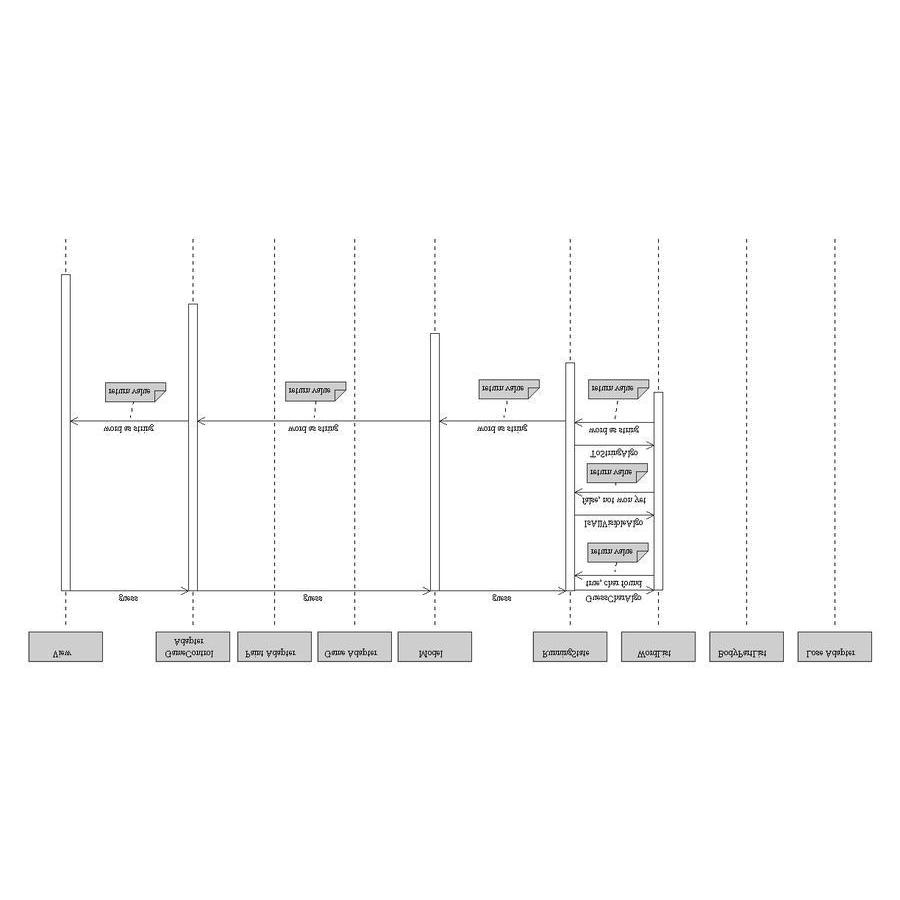 View
GameControl
Adapter
Paint Adapter
Game Adapter
Model
RunningState
WordList
BodyPartList
Lose Adapter
guess
guess
guess
GuessCharAlgo
true, char found
return value
IsAllVisibleAlgo
false, not won yet
return value
ToStringAlgo
word as string
word as string
word as string
word as string
return value
return value
return value
return value